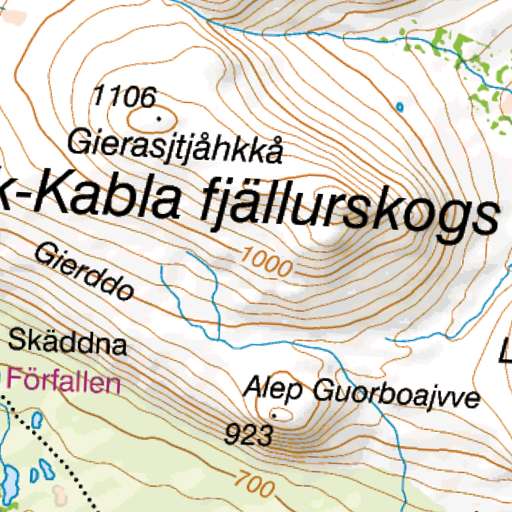 1106
Gierasjtjåhkkå
k-Kabla fjällurskogs
Gierddo
1000
Skäddna
Förfallen
Alep Guorboajvve
923
700
L